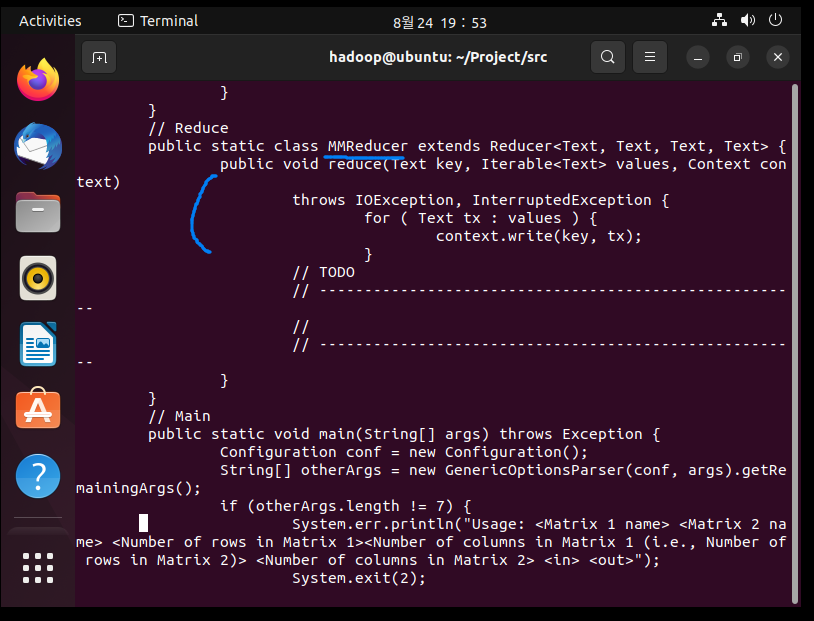 Activities
Terminal
8월 24 19 : 53
hadoop@ubuntu: ~/Project/src
}
}
// Reduce
public static class MMReducer extends Reducer<Text, Text, Text, Text> {
public void reduce(Text key, Iterable<Text> values, Context con
text)
throws IOException, InterruptedException {
for ( Text tx : values ) {
context.write(key, tx);
}
// TODO
// ----------------------------------------------------
--
//
// ----------------------------------------------------
--
}
}
// Main
public static void main(String[] args) throws Exception {
Configuration conf = new Configuration();
String[] otherArgs = new GenericOptionsParser(conf, args).getRe
mainingArgs();
if (otherArgs.length != 7) {
System.err.println("Usage: <Matrix 1 name> <Matrix 2 na
me> <Number of rows in Matrix 1><Number of columns in Matrix 1 (i.e., Number of
rows in Matrix 2)> <Number of columns in Matrix 2> <in> <out>");
System.exit(2);